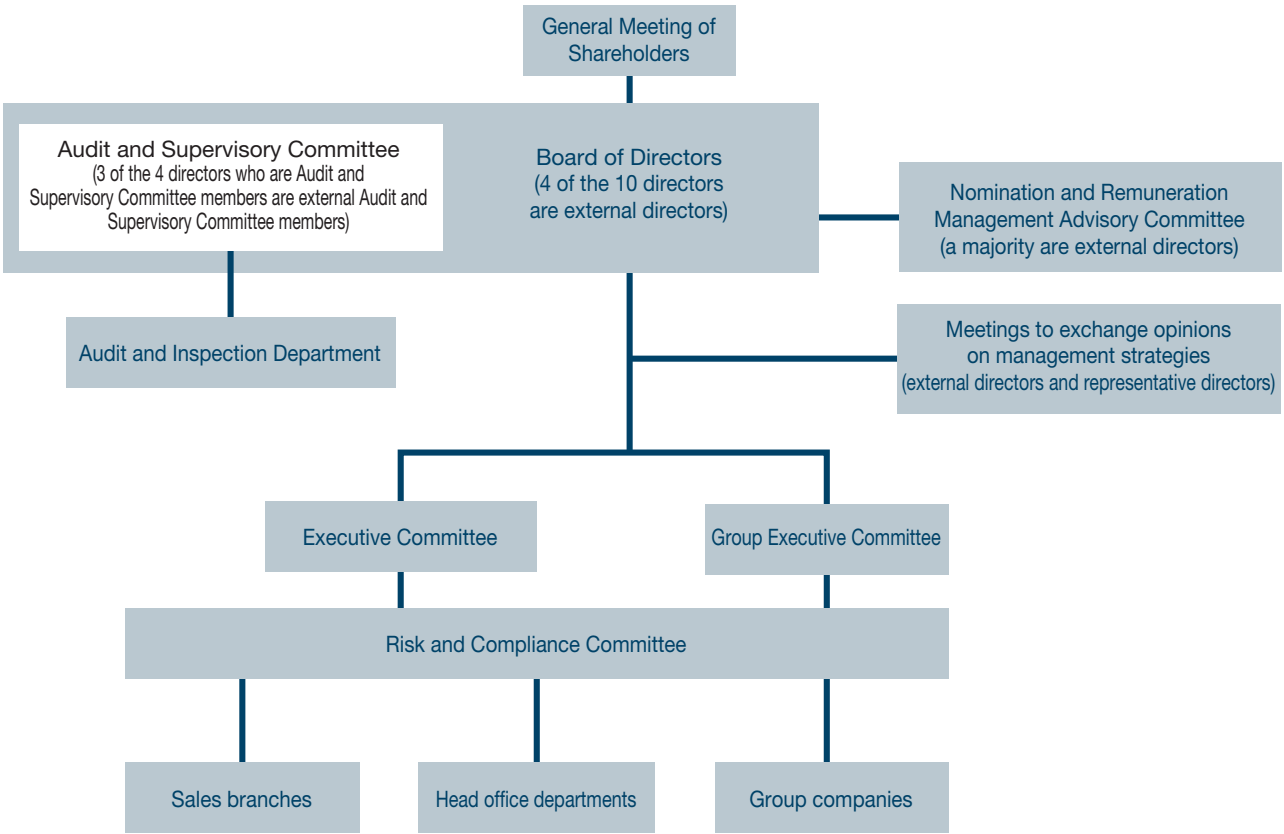 General Meeting of
Shareholders
Audit and Supervisory Committee
(3 of the 4 directors who are Audit and
Supervisory Committee members are external Audit and
Supervisory Committee members)
Board of Directors
(4 of the 10 directors
are external directors)
Nomination and Remuneration
Management Advisory Committee
(a majority are external directors)
Audit and Inspection Department
Meetings to exchange opinions
on management strategies
(external directors and representative directors)
Executive Committee
Group Executive Committee
Risk and Compliance Committee
Sales branches
Head office departments
Group companies